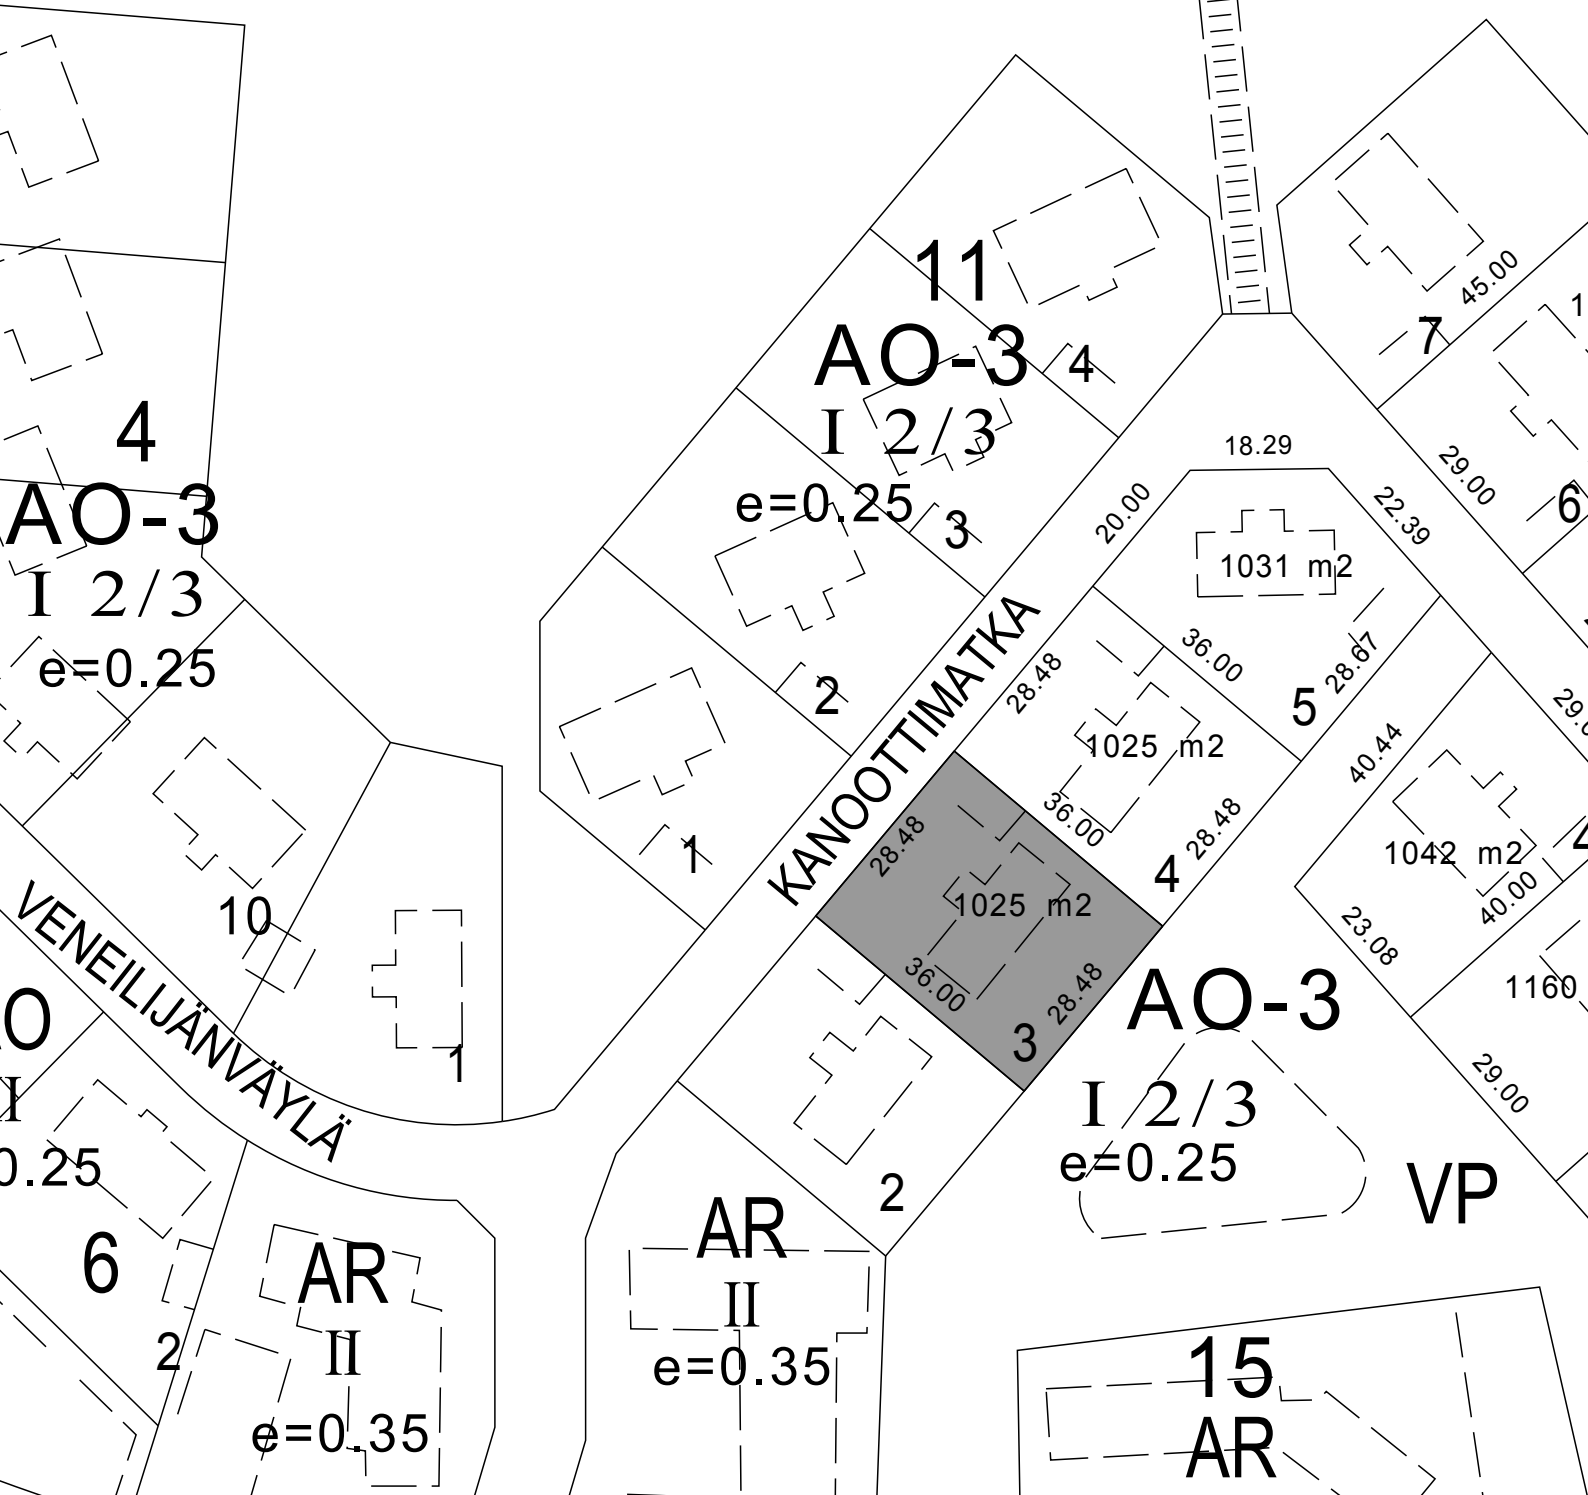 11
AO-3
I 2/3
e=0.25
4
3
2
1
4
AO-3
I 2/3
e=0.25
10
1
VENEILIJÄNVÄYLÄ
KANOOTTIMATKA
45.00
7
29.00
6
18.29
20.00
22.39
1031 m2
36.00
28.67
5
28.48
1025 m2
36.00
28.48
4
28.48
1025 m2
36.00
28.48
3
2
40.44
1042 m2
40.00
23.08
1160
29.00
AO-3
I 2/3
e=0.25
VP
6
2
AR
II
e=0.35
AR
II
e=0.35
15
AR